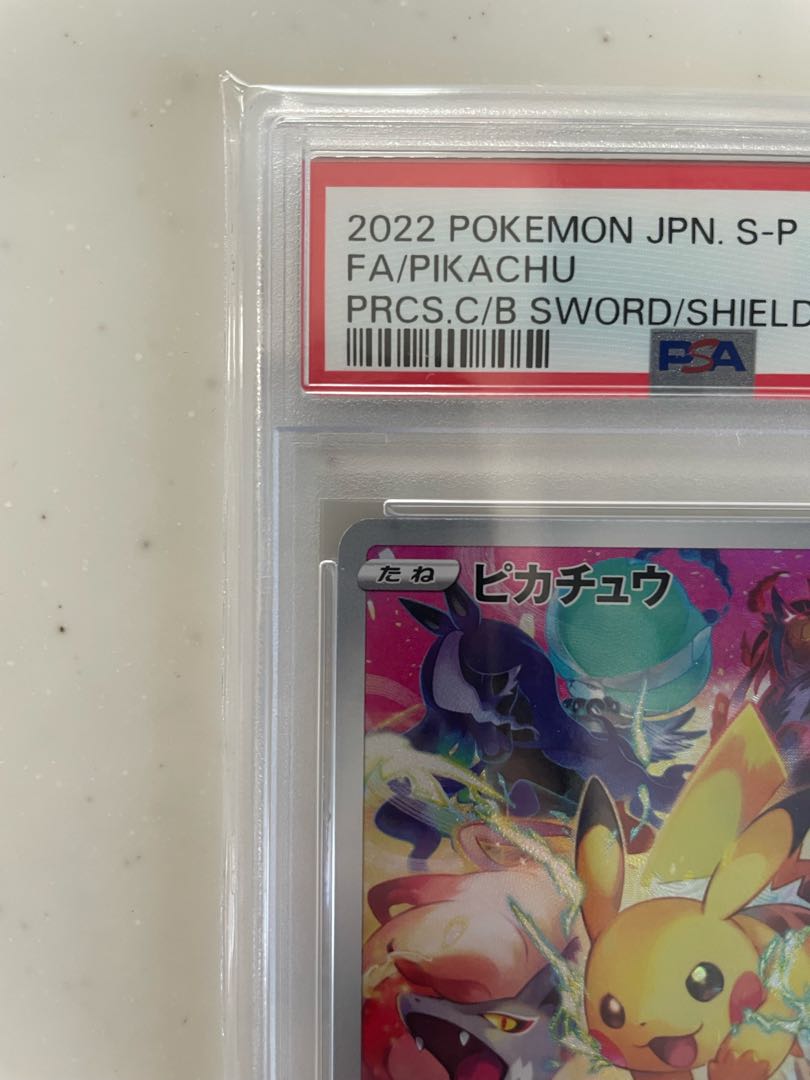 2022 POKEMON JPN. S-P
FA/PIKACHU
PRCS.C/B SWORD/SHIELD
PSA
たね ピカチュウ